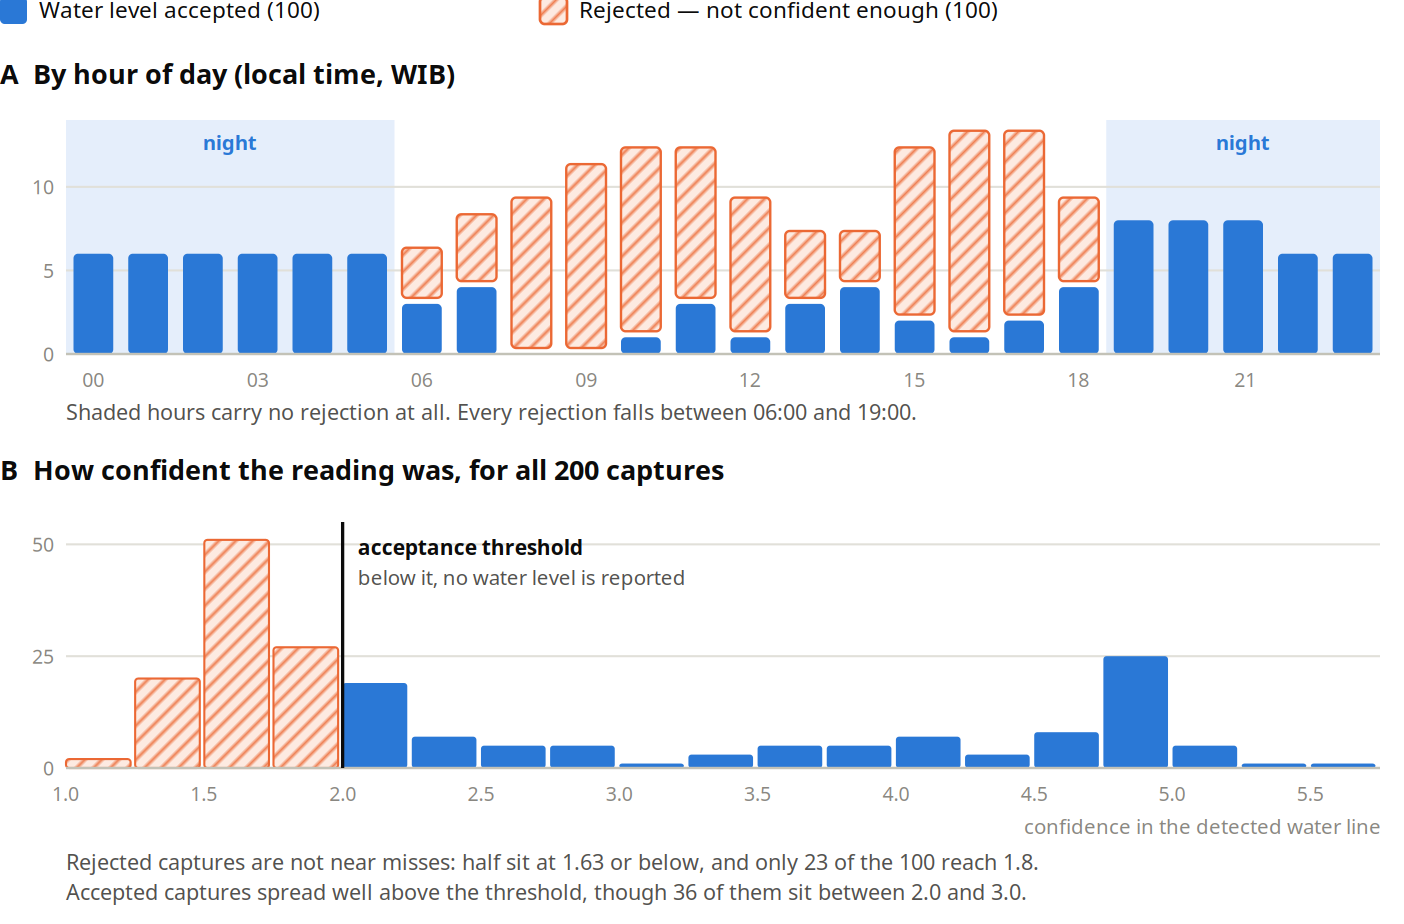 Water level accepted (100)
Rejected — not confident enough (100)
A By hour of day (local time, WIB)
night
night
10
5
0
00 03 06 09 12 15 18 21
Shaded hours carry no rejection at all. Every rejection falls between 06:00 and 19:00.
B How confident the reading was, for all 200 captures
50
acceptance threshold
below it, no water level is reported
25
0
1.0 1.5 2.0 2.5 3.0 3.5 4.0 4.5 5.0 5.5
confidence in the detected water line
Rejected captures are not near misses: half sit at 1.63 or below, and only 23 of the 100 reach 1.8.
Accepted captures spread well above the threshold, though 36 of them sit between 2.0 and 3.0.